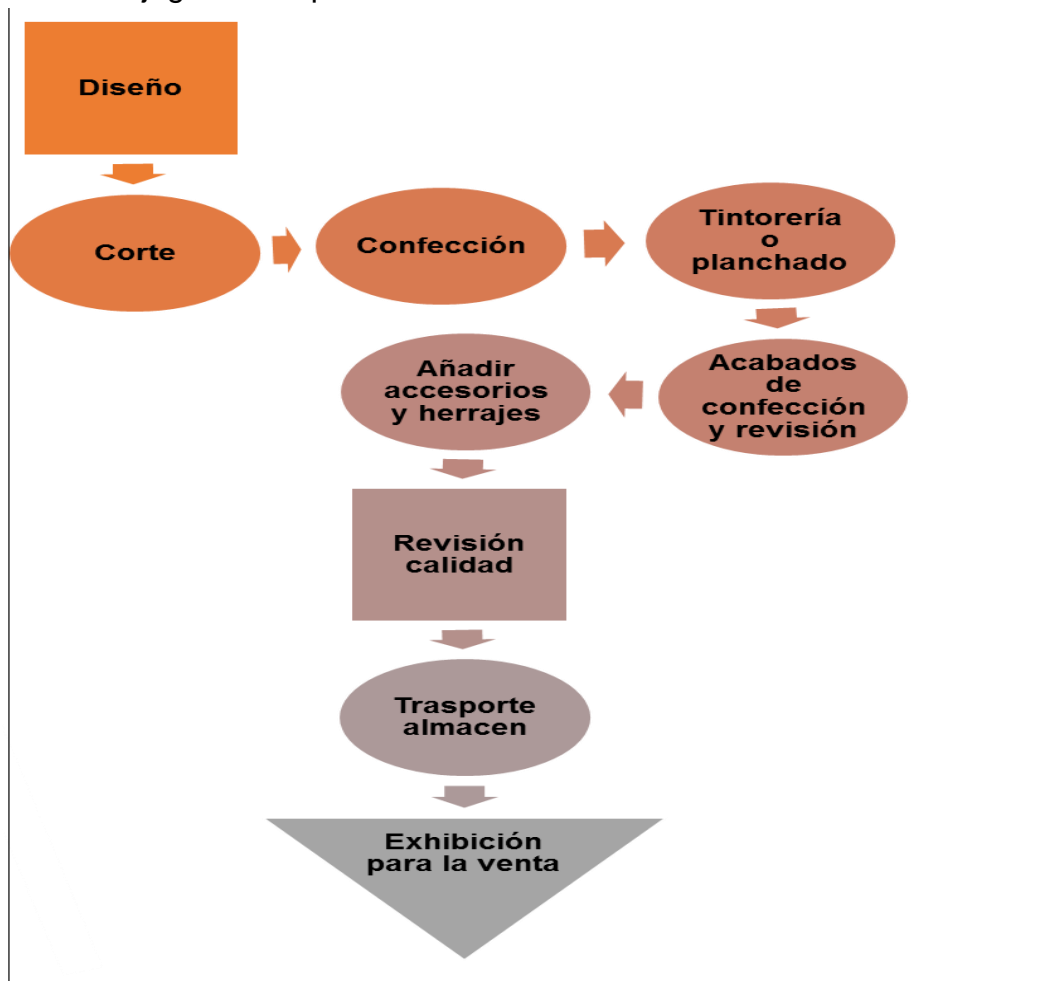 Diseño
Corte
Confección
Tintorería
o
planchado
Acabados
de
confección
y revisión
Añadir
accesorios
y herrajes
Revisión
calidad
Trasporte
almacen
Exhibición
para la venta